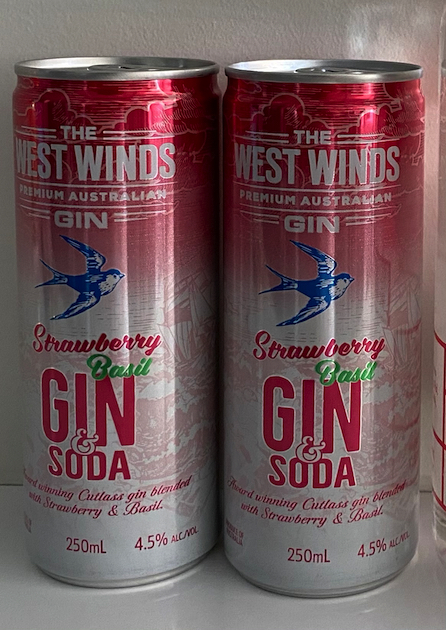 THE
WEST WINDS
PREMIUM AUSTRALIAN
GIN
Strawberry
Basil
GIN
&
SODA
Award winning Cutlass gin blended
with Strawberry & Basil.
250mL 4.5% ALC/VOL
THE
WEST WINDS
PREMIUM AUSTRALIAN
GIN
Strawberry
Basil
GIN
&
SODA
Award winning Cutlass gin blended
with Strawberry & Basil.
250mL 4.5% ALC/VOL